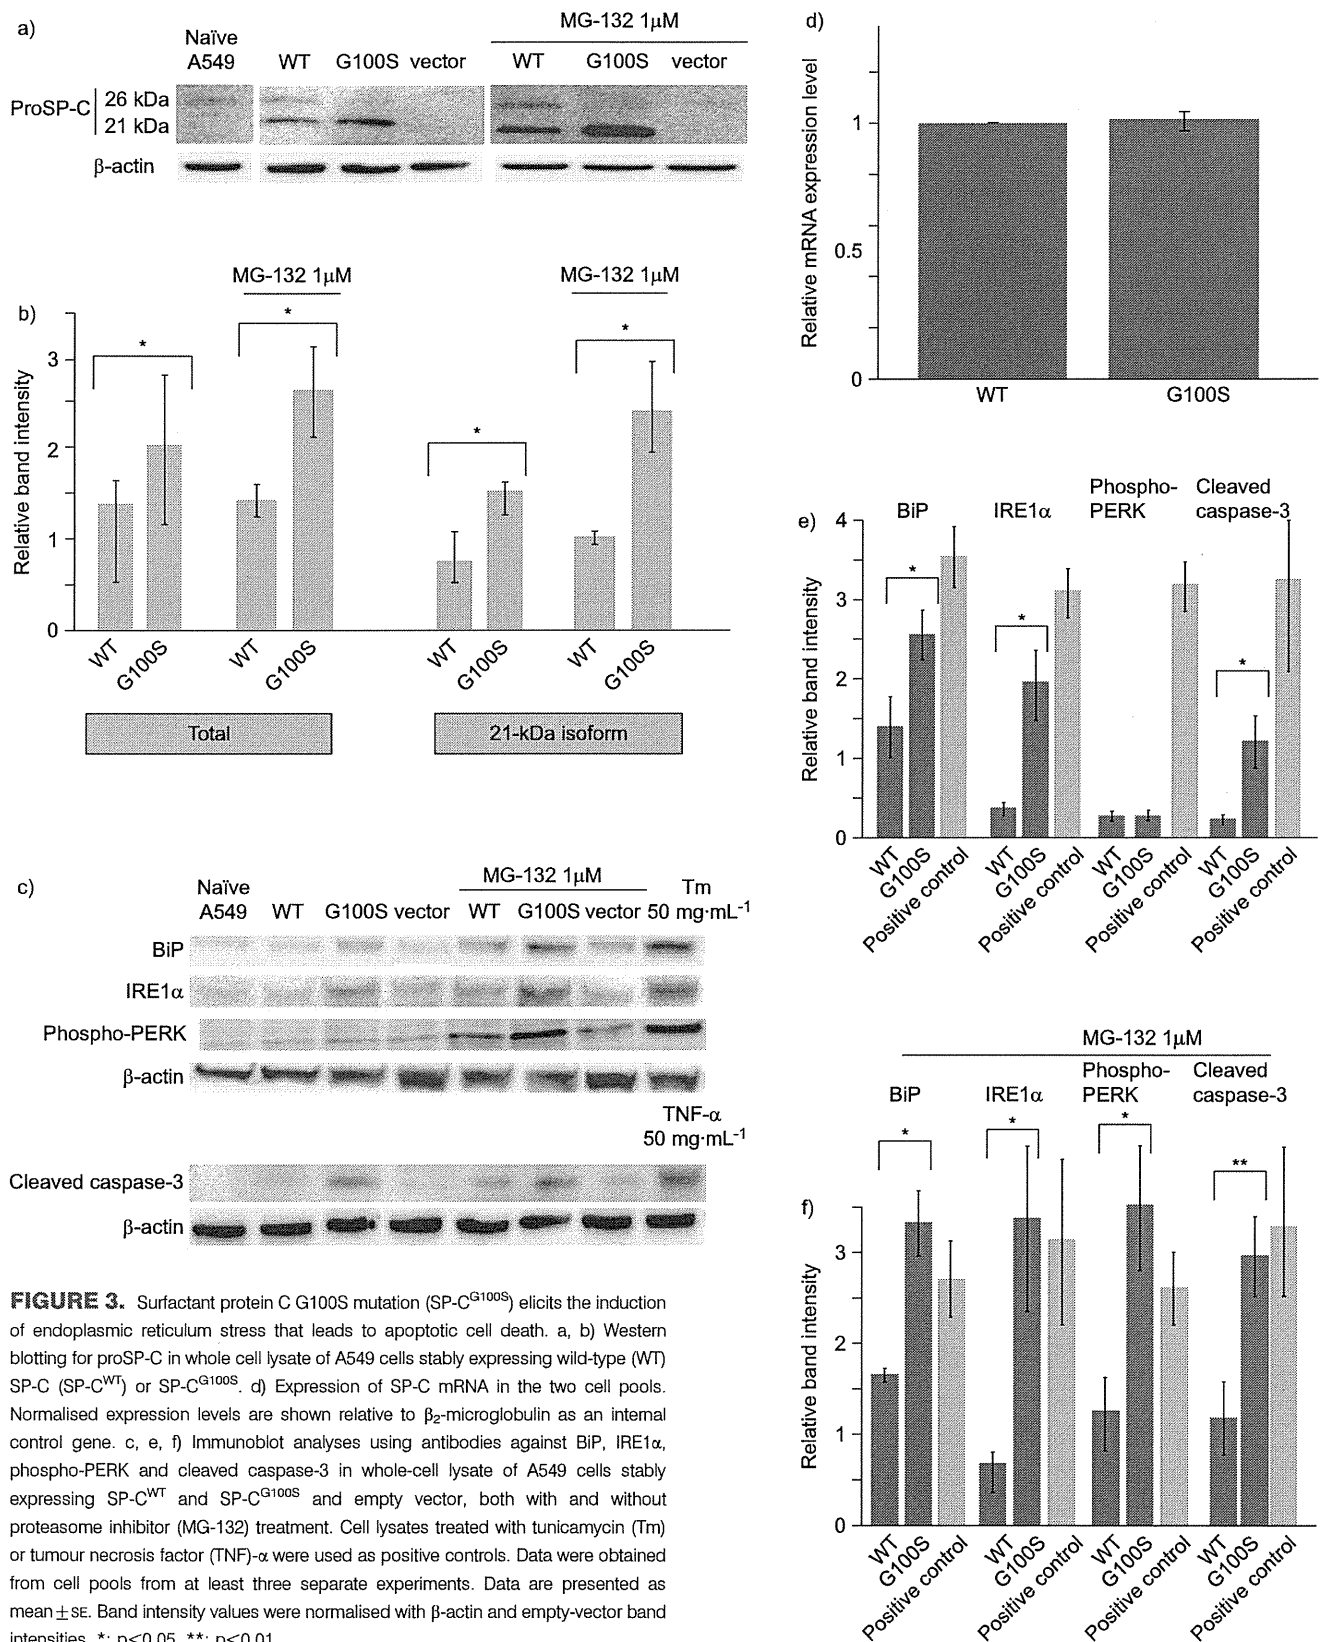 a)
Naïve
A549 WT G100S vector
MG-132 1µM
WT G100S vector
ProSP-C
26 kDa
21 kDa
β-actin
b)
MG-132 1µM
MG-132 1µM
*
*
*
*
Relative band intensity
3
2
1
0
WT
G100S
WT
G100S
WT
G100S
WT
G100S
Total
21-kDa isoform
c)
MG-132 1µM
Naïve
A549 WT G100S vector WT G100S vector
Tm
50 mg·mL-1
BiP
IRE1α
Phospho-PERK
β-actin
TNF-α
50 mg·mL-1
Cleaved caspase-3
β-actin
FIGURE 3. Surfactant protein C G100S mutation (SP-CG100S) elicits the induction
of endoplasmic reticulum stress that leads to apoptotic cell death. a, b) Western
blotting for proSP-C in whole cell lysate of A549 cells stably expressing wild-type (WT)
SP-C (SP-CWT) or SP-CG100S. d) Expression of SP-C mRNA in the two cell pools.
Normalised expression levels are shown relative to β2-microglobulin as an internal
control gene. c, e, f) Immunoblot analyses using antibodies against BiP, IRE1α,
phospho-PERK and cleaved caspase-3 in whole-cell lysate of A549 cells stably
expressing SP-CWT and SP-CG100S and empty vector, both with and without
proteasome inhibitor (MG-132) treatment. Cell lysates treated with tunicamycin (Tm)
or tumour necrosis factor (TNF)-α were used as positive controls. Data were obtained
from cell pools from at least three separate experiments. Data are presented as
mean±SE. Band intensity values were normalised with β-actin and empty-vector band
intensities. *: p<0.05, **: p<0.01
d)
Relative mRNA expression level
1
0.5
0
WT
G100S
e)
BiP
IRE1α
Phospho-
PERK
Cleaved
caspase-3
*
*
*
Relative band intensity
4
3
2
1
0
WT
G100S
Positive control
WT
G100S
Positive control
WT
G100S
Positive control
WT
G100S
Positive control
MG-132 1µM
BiP
IRE1α
Phospho-
PERK
Cleaved
caspase-3
*
*
*
**
f)
Relative band intensity
3
2
1
0
WT
G100S
Positive control
WT
G100S
Positive control
WT
G100S
Positive control
WT
G100S
Positive control